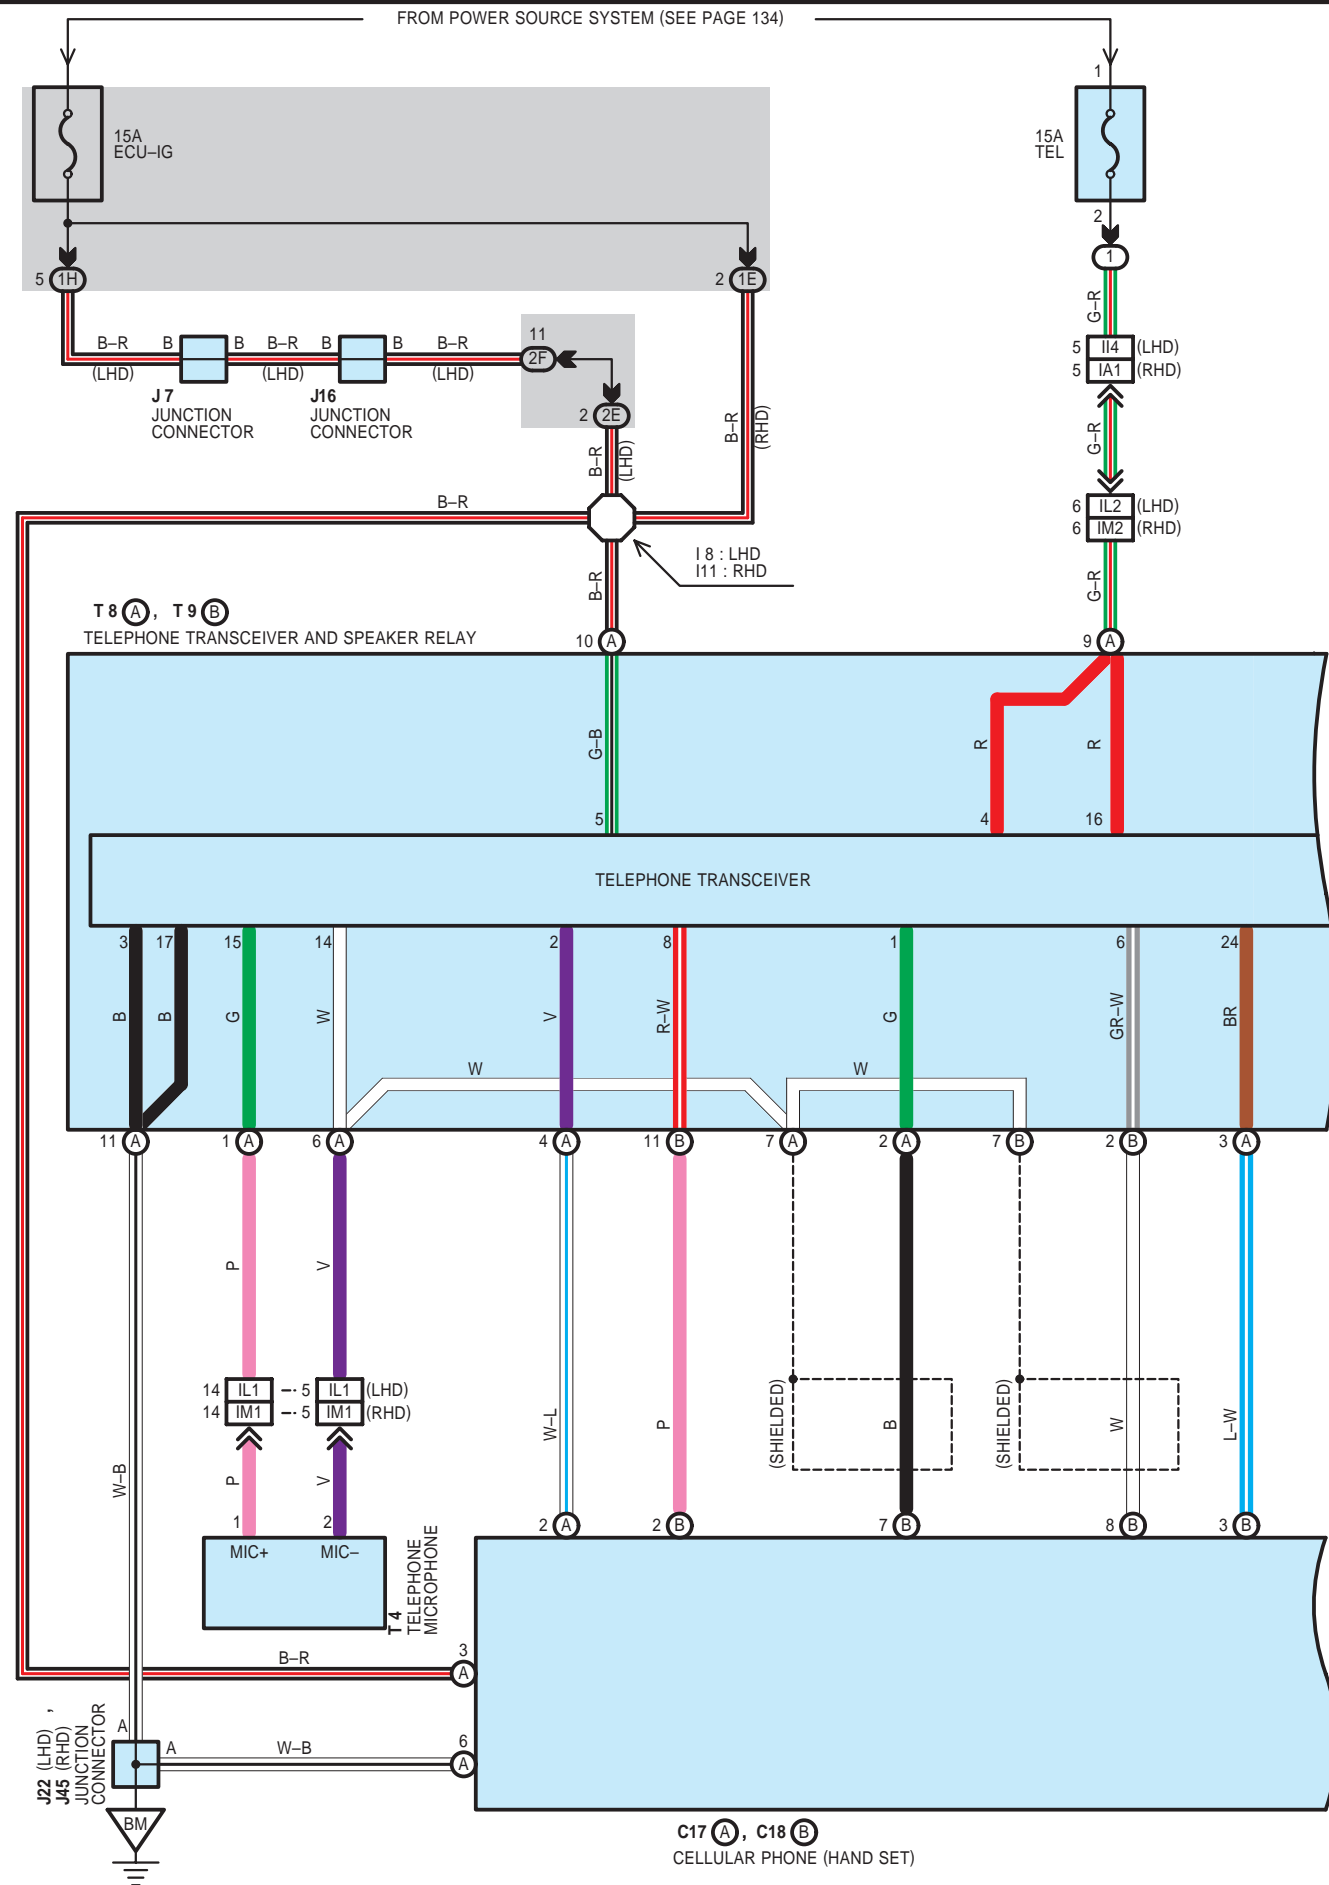 FROM POWER SOURCE SYSTEM (SEE PAGE 134)
1
15A
ECU–IG
15A
TEL
2
5 1H
2 1E
1
G–R
B–R B B–R B B B–R
(LHD) (LHD) (LHD)
11
2F
J 7
JUNCTION
CONNECTOR
J16
JUNCTION
CONNECTOR
2 2E
B–R
(LHD)
B–R
(RHD)
5 II4 (LHD)
5 IA1 (RHD)
G–R
6 IL2 (LHD)
6 IM2 (RHD)
G–R
B–R
I 8 : LHD
I11 : RHD
B–R
T 8 A , T 9 B
TELEPHONE TRANSCEIVER AND SPEAKER RELAY
10 A
9 A
G–B
R
R
5
4
16
TELEPHONE TRANSCEIVER
3 17 15 14 2 8 1 6 24
B B G W V R–W G GR–W BR
W W
11 A 1 A 6 A 4 A 11 B 7 A 2 A 7 B 2 B 3 A
P V
14 IL1 5 IL1 (LHD)
14 IM1 5 IM1 (RHD)
W–B P V W–L P (SHIELDED) B (SHIELDED) W L–W
1 2
MIC+ MIC–
T 4
TELEPHONE
MICROPHONE
2 A 2 B 7 B 8 B 3 B
B–R
3
A
J22 (LHD) ,
J45 (RHD)
JUNCTION
CONNECTOR
A
A
W–B
6
A
BM
C17 A , C18 B
CELLULAR PHONE (HAND SET)